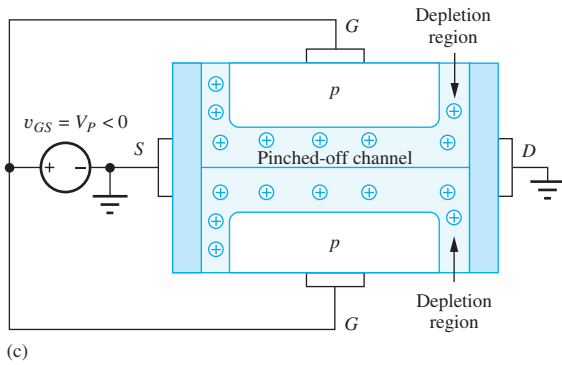 Depletion
region
G
p
v_GS = V_P < 0
+
−
S
D
Pinched-off channel
p
Depletion
region
G
(c)